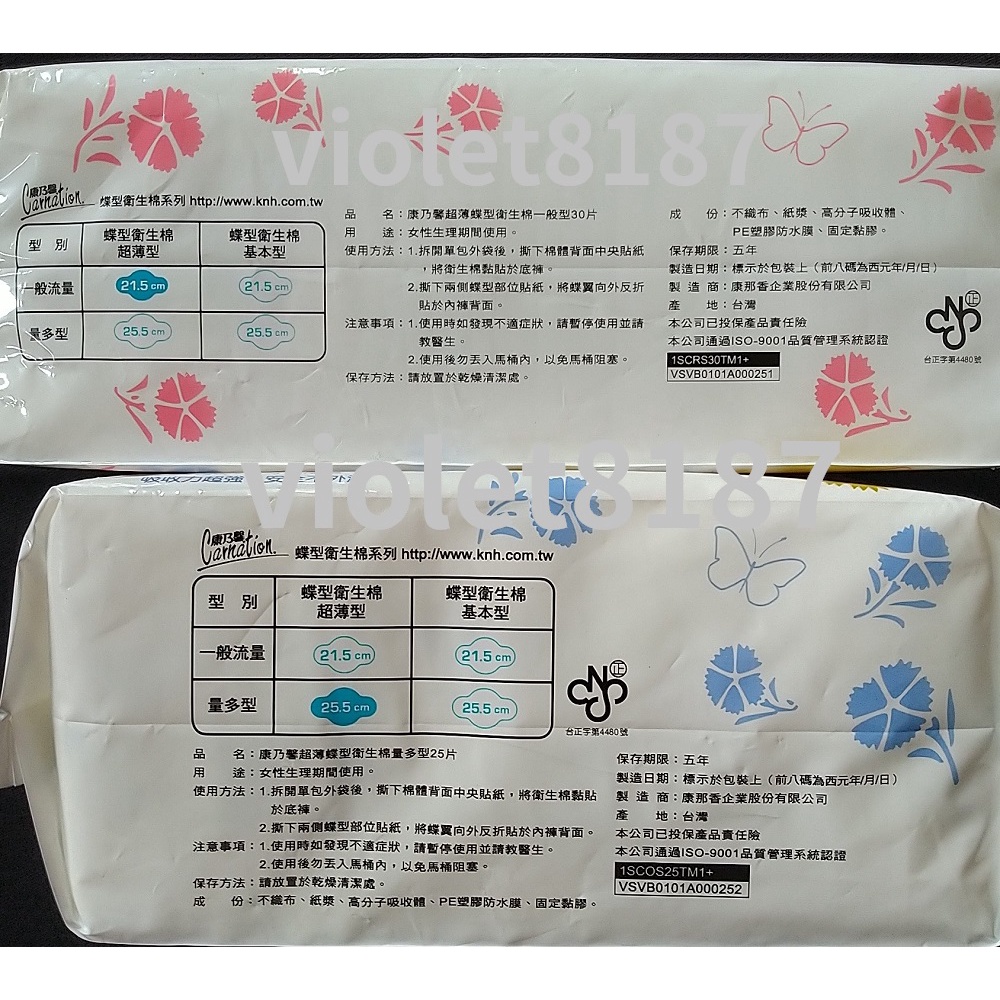 violet8187
康乃馨
Carnation 蝶型衛生棉系列 http://www.knh.com.tw
型 別 蝶型衛生棉 超薄型 蝶型衛生棉 基本型
一般流量 21.5 cm 21.5 cm
量多型 25.5 cm 25.5 cm
品 名：康乃馨超薄蝶型衛生棉一般型30片
用 途：女性生理期間使用。
使用方法：1.拆開單包外袋後，撕下棉體背面中央貼紙
，將衛生棉黏貼於底褲。
2.撕下兩側蝶型部位貼紙，將蝶翼向外反折
貼於內褲背面。
注意事項：1.使用時如發現不適症狀，請暫停使用並請
教醫生。
2.使用後勿丟入馬桶內，以免馬桶阻塞。
保存方法：請放置於乾燥清潔處。
成 份：不織布、紙漿、高分子吸收體、
PE塑膠防水膜、固定黏膠。
保存期限：五年
製造日期：標示於包裝上（前八碼為西元年/月/日）
製 造 商：康那香企業股份有限公司
產 地：台灣
本公司已投保產品責任險
本公司通過ISO-9001品質管理系統認證
1SCRS30TM1+
VSVB0101A000251
正
台正字第4480號
violet8187
康乃馨
Carnation 蝶型衛生棉系列 http://www.knh.com.tw
型 別 蝶型衛生棉 超薄型 蝶型衛生棉 基本型
一般流量 21.5 cm 21.5 cm
量多型 25.5 cm 25.5 cm
正
台正字第4480號
品 名：康乃馨超薄蝶型衛生棉量多型25片
用 途：女性生理期間使用。
使用方法：1.拆開單包外袋後，撕下棉體背面中央貼紙，將衛生棉黏貼
於底褲。
2.撕下兩側蝶型部位貼紙，將蝶翼向外反折貼於內褲背面。
注意事項：1.使用時如發現不適症狀，請暫停使用並請教醫生。
2.使用後勿丟入馬桶內，以免馬桶阻塞。
保存方法：請放置於乾燥清潔處。
成 份：不織布、紙漿、高分子吸收體、PE塑膠防水膜、固定黏膠。
保存期限：五年
製造日期：標示於包裝上（前八碼為西元年/月/日）
製 造 商：康那香企業股份有限公司
產 地：台灣
本公司已投保產品責任險
本公司通過ISO-9001品質管理系統認證
1SCOS25TM1+
VSVB0101A000252